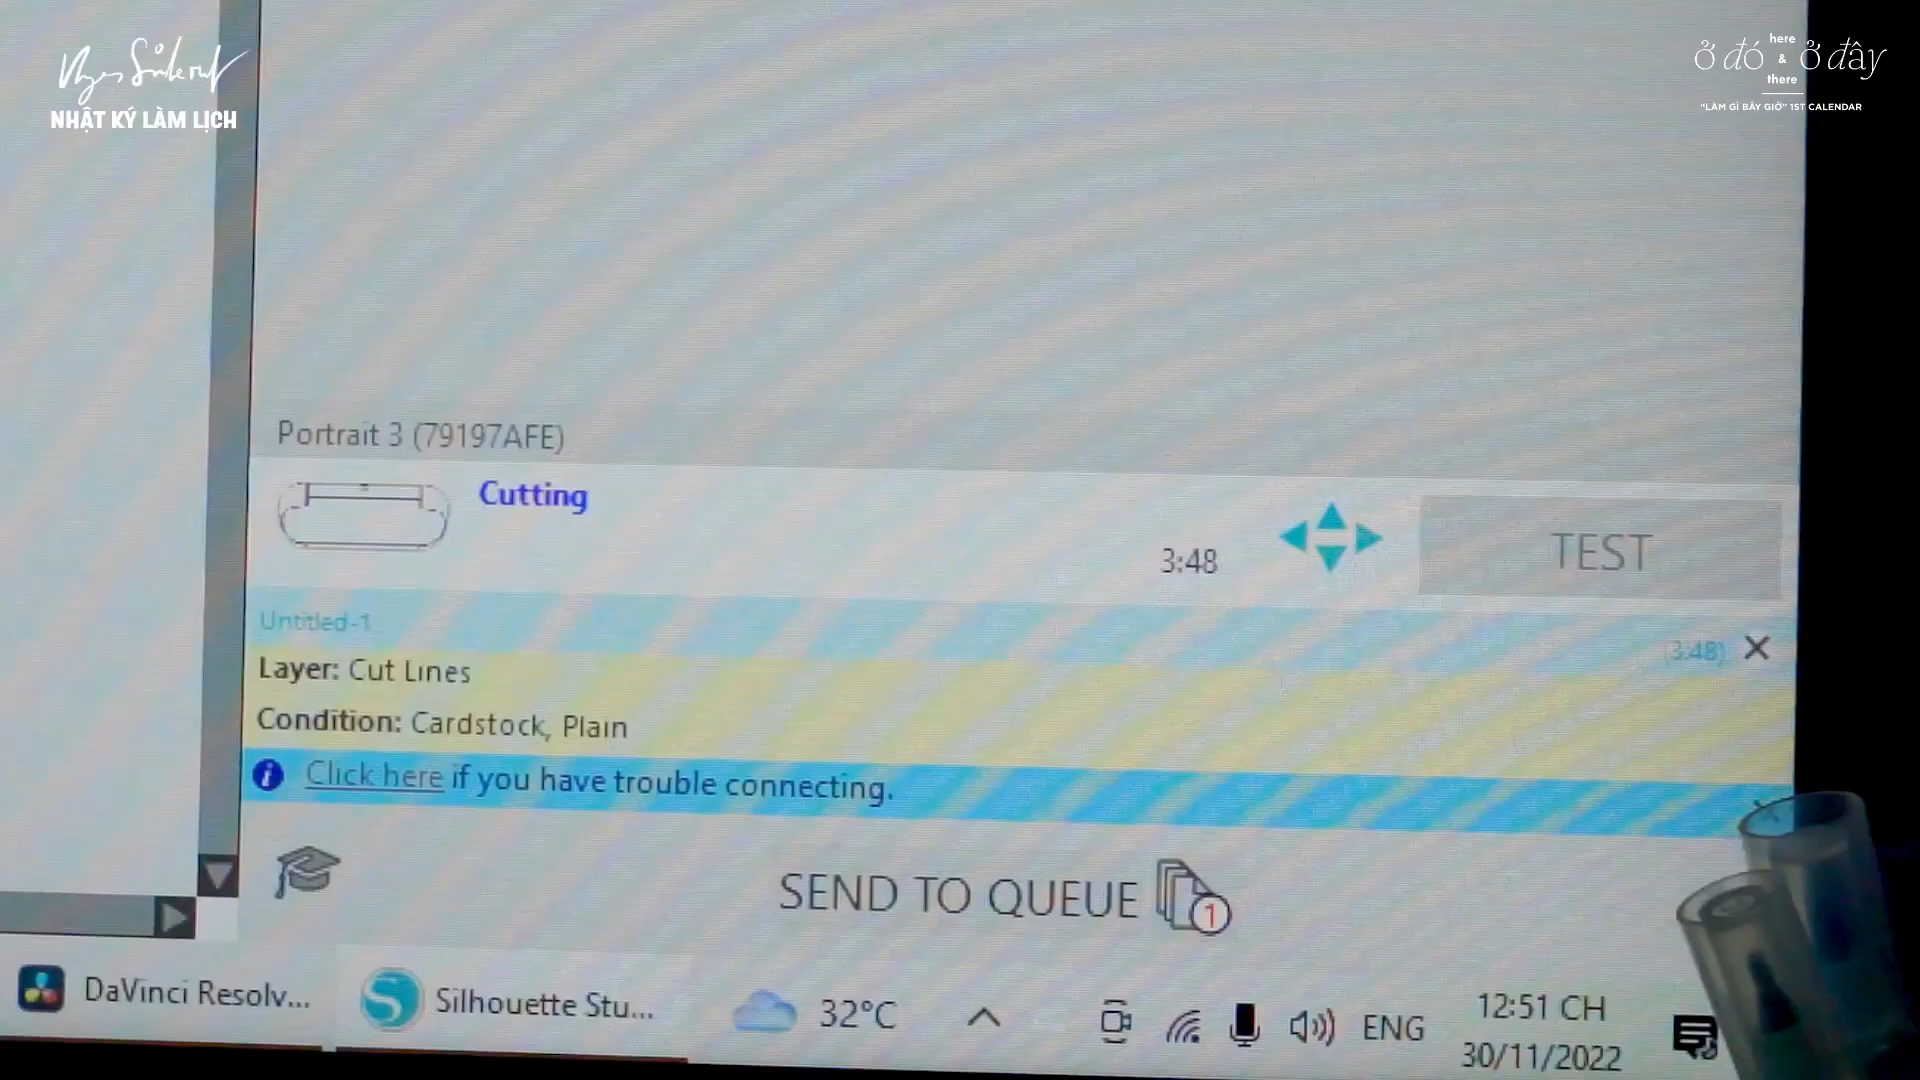 NHẬT KÝ LÀM LỊCH
ở đó here & there ở đây
"LÀM GÌ BÂY GIỜ" 1ST CALENDAR
Portrait 3 (79197AFE)
Cutting
3:48
TEST
Untitled-1
(3:48)
Layer: Cut Lines
Condition: Cardstock, Plain
Click here if you have trouble connecting.
SEND TO QUEUE 1
DaVinci Resolv...
Silhouette Stu...
32°C
ENG
12:51 CH
30/11/2022